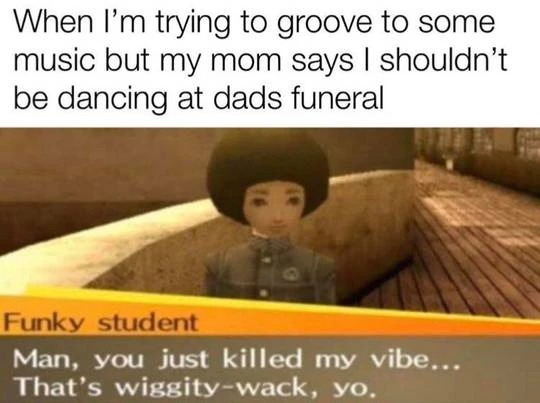 When I’m trying to groove to some
music but my mom says I shouldn’t
be dancing at dads funeral
Funky student
Man, you just killed my vibe...
That's wiggity-wack, yo.